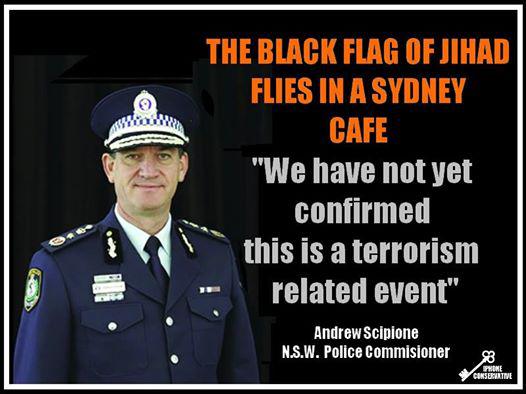 THE BLACK FLAG OF JIHAD
FLIES IN A SYDNEY
CAFE
"We have not yet
confirmed
this is a terrorism
related event"
Andrew Scipione
N.S.W. Police Commisioner
IPHONE
CONSERVATIVE